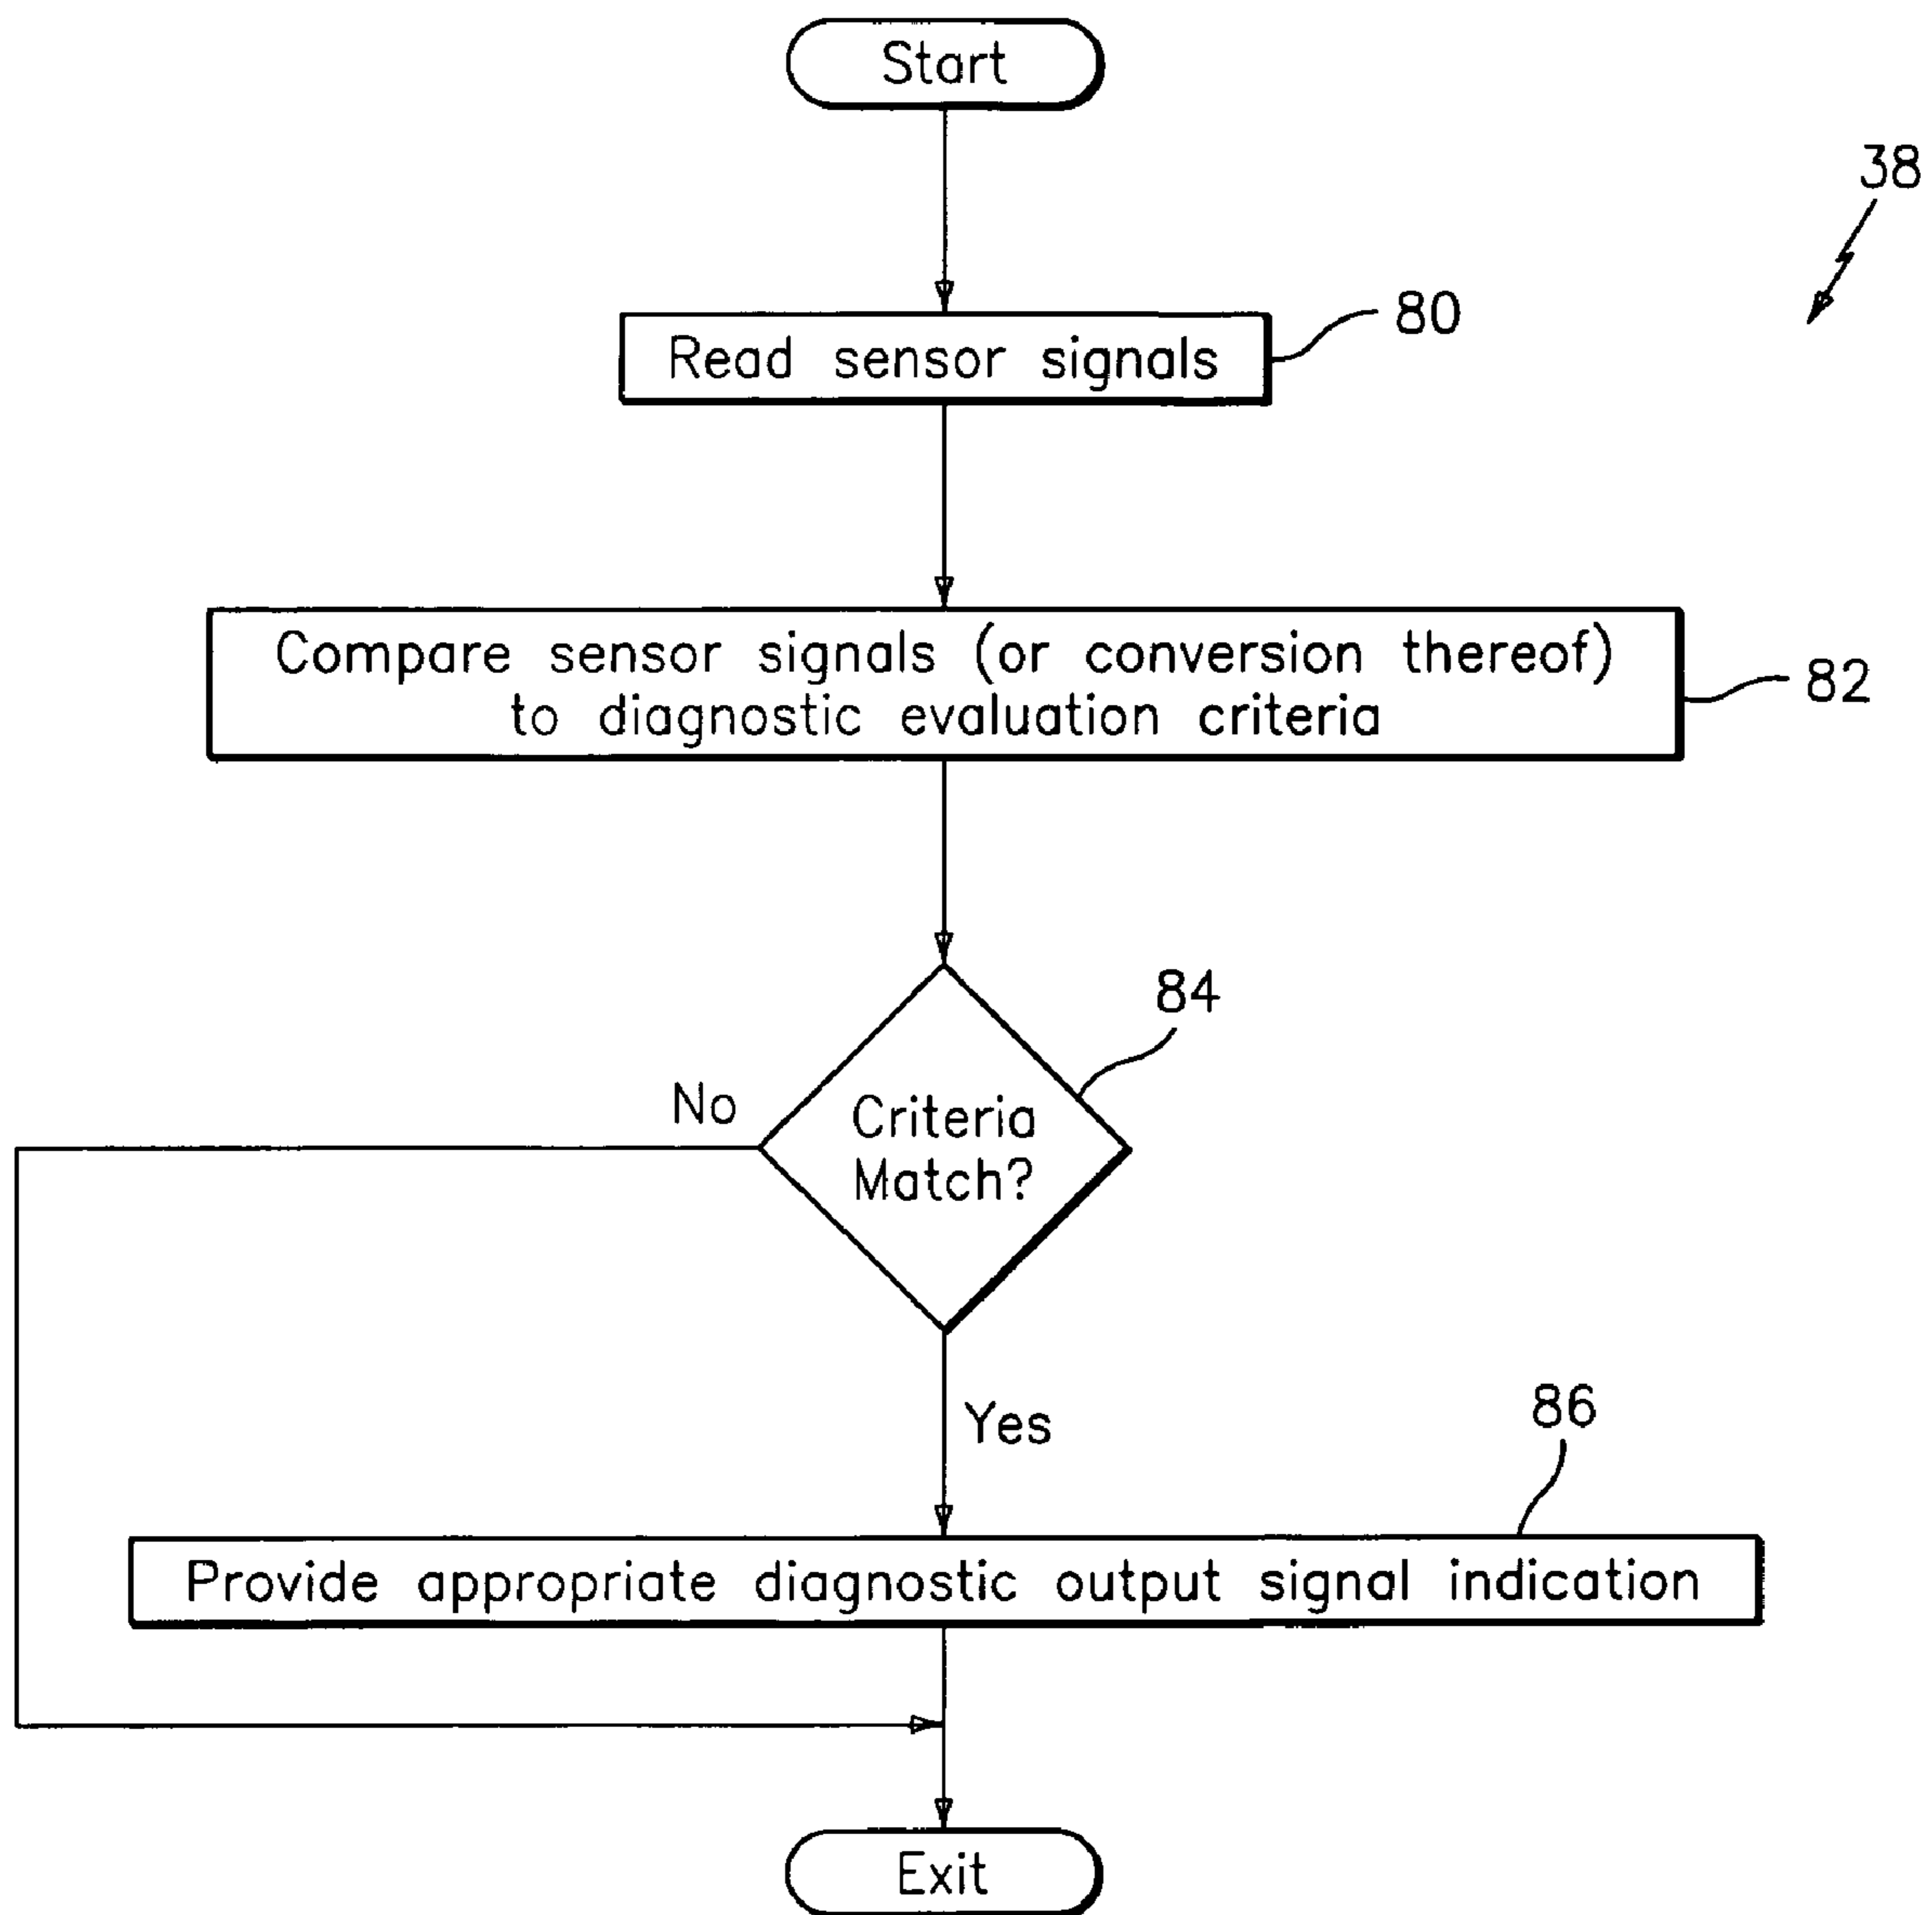 Start
38
Read sensor signals
80
Compare sensor signals (or conversion thereof)
to diagnostic evaluation criteria
82
84
No
Criteria
Match?
Yes
86
Provide appropriate diagnostic output signal indication
Exit